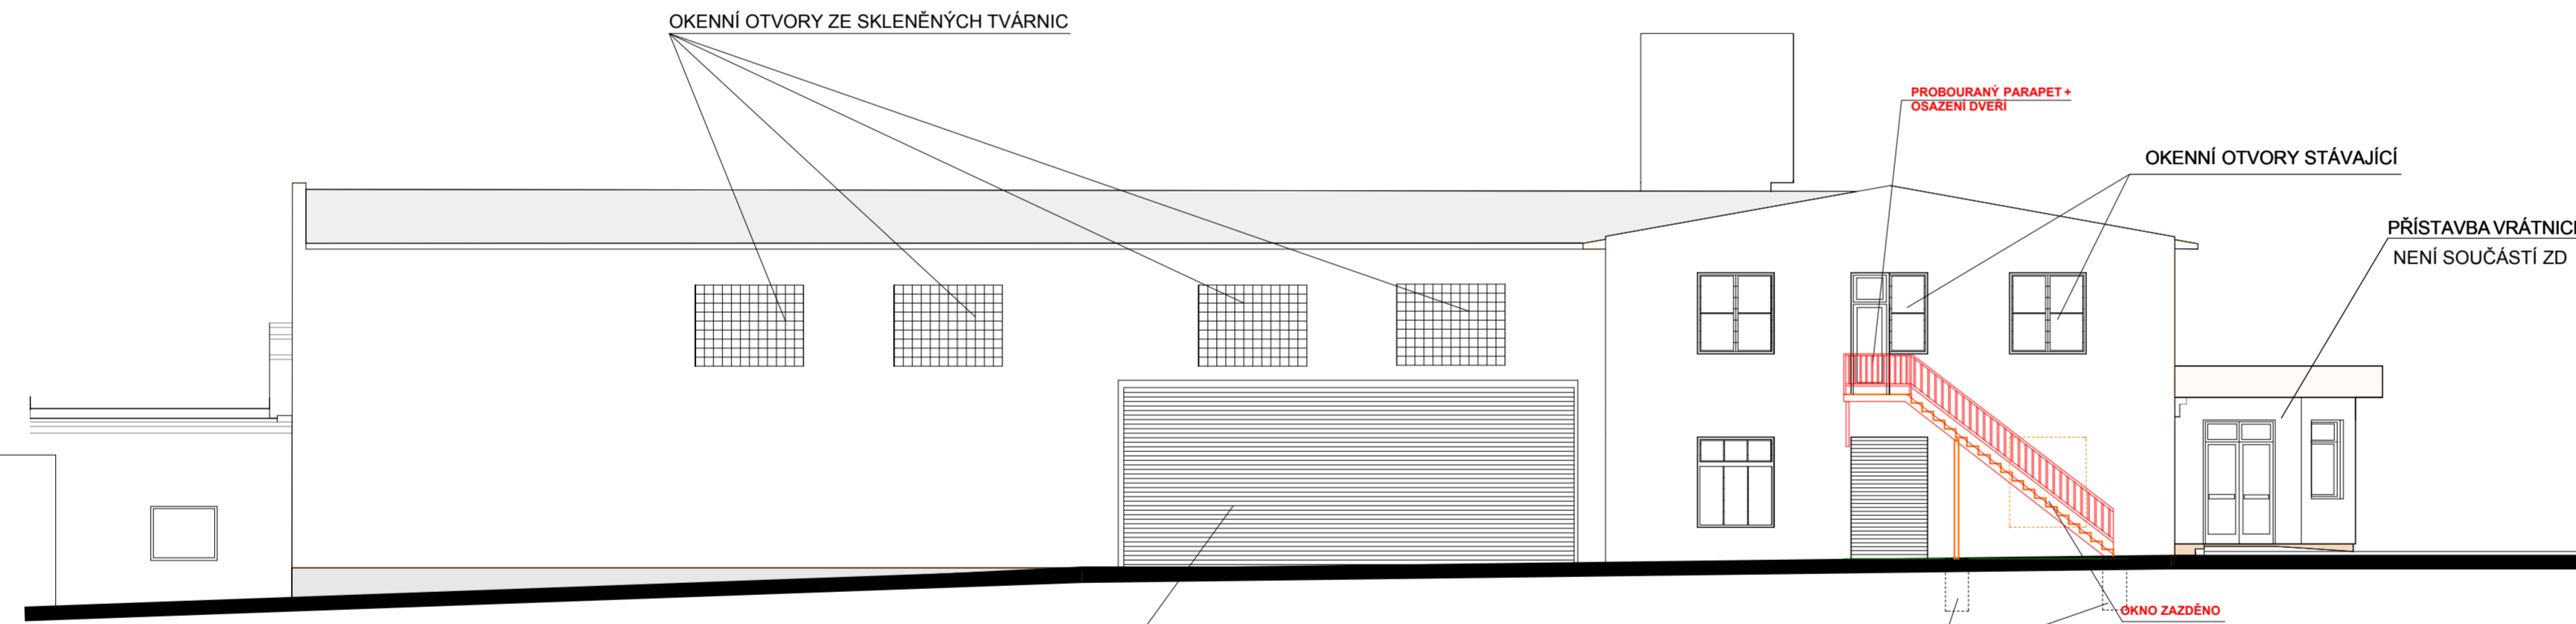 OKENNÍ OTVORY ZE SKLENĚNÝCH TVÁRNIC
PROBOURANÝ PARAPET +
OSAZENÍ DVEŘÍ
OKENNÍ OTVORY STÁVAJÍCÍ
PŘÍSTAVBA VRÁTNICE
NENÍ SOUČÁSTÍ ZD
OKNO ZAZDĚNO